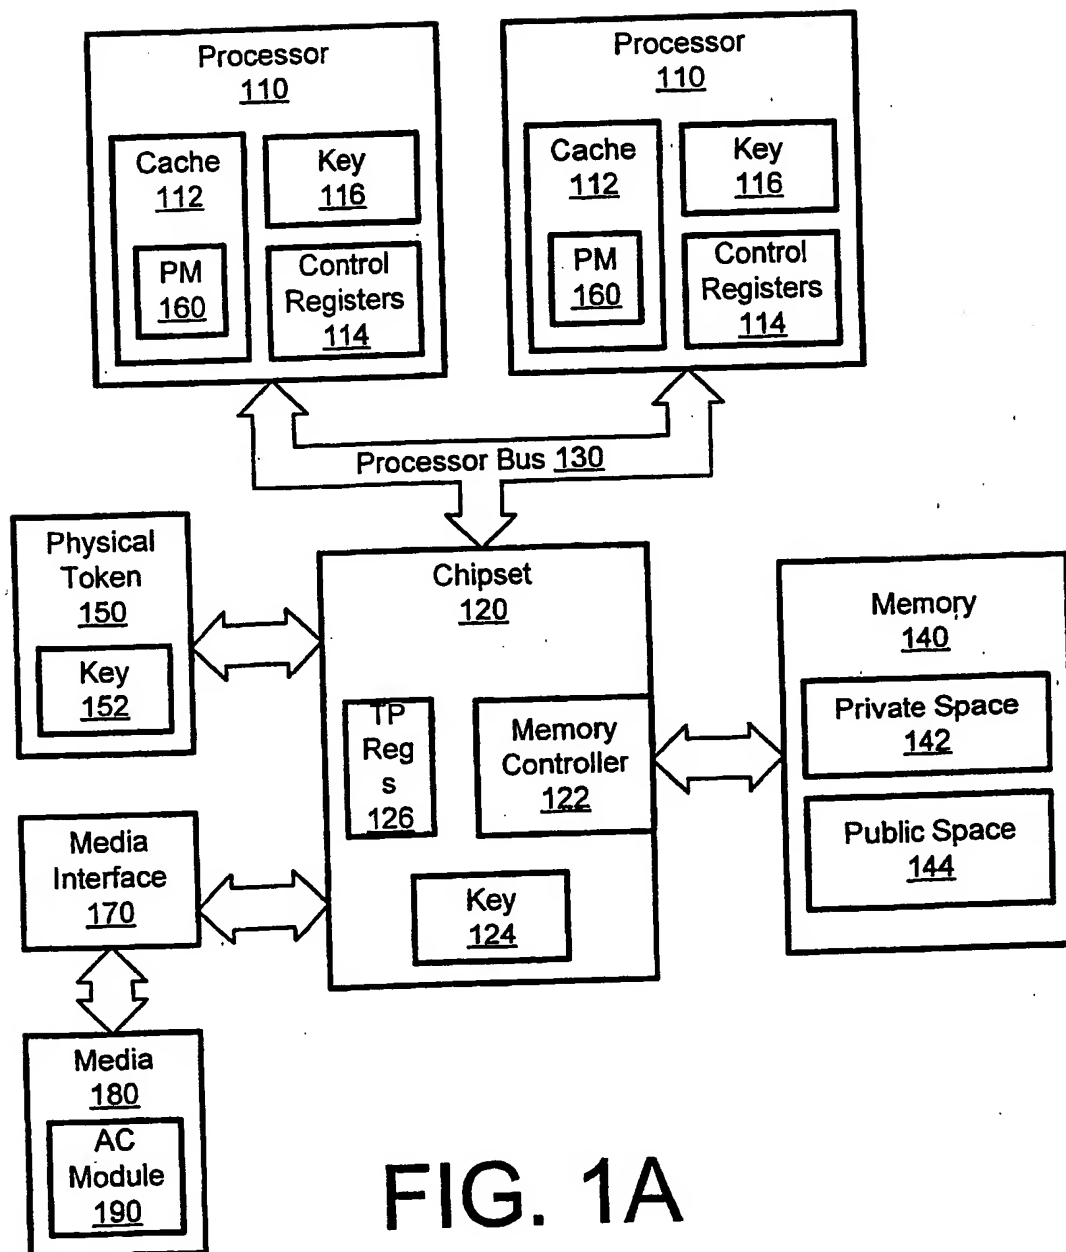 Processor
110
Cache
112
PM
160
Key
116
Control
Registers
114
Processor
110
Cache
112
PM
160
Key
116
Control
Registers
114
Processor Bus 130
Physical
Token
150
Key
152
Chipset
120
TP
Reg
s
126
Memory
Controller
122
Key
124
Memory
140
Private Space
142
Public Space
144
Media
Interface
170
Media
180
AC
Module
190
FIG. 1A